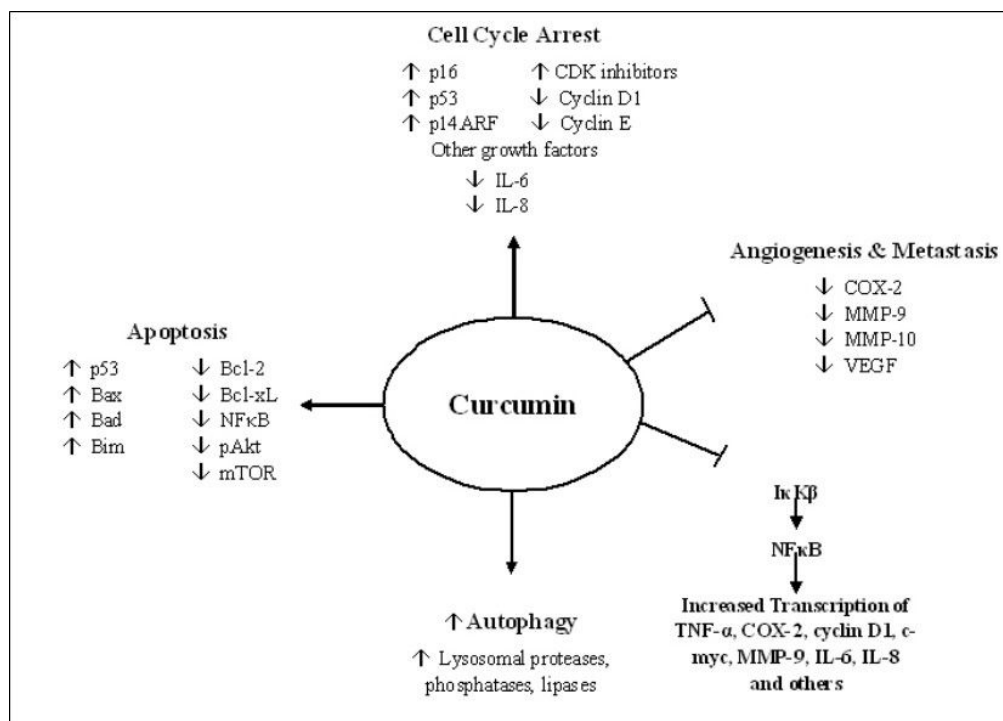 Cell Cycle Arrest
↑ p16 ↑ CDK inhibitors
↑ p53 ↓ Cyclin D1
↑ p14ARF ↓ Cyclin E
Other growth factors
↓ IL-6
↓ IL-8
Angiogenesis & Metastasis
↓ COX-2
↓ MMP-9
↓ MMP-10
↓ VEGF
Apoptosis
↑ p53 ↓ Bcl-2
↑ Bax ↓ Bcl-xL
↑ Bad ↓ NFκB
↑ Bim ↓ pAkt
↓ mTOR
Curcumin
IκKβ
NFκB
Increased Transcription of
TNF-α, COX-2, cyclin D1, c-
myc, MMP-9, IL-6, IL-8
and others
↑ Autophagy
↑ Lysosomal proteases,
phosphatases, lipases